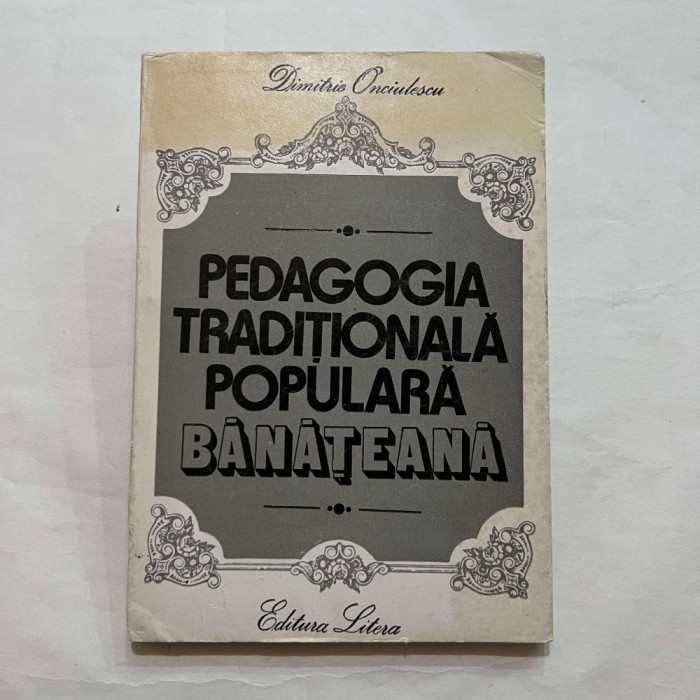 Dimitrie Onciulescu
PEDAGOGIA
TRADIȚIONALĂ
POPULARĂ
BĂNĂȚEANĂ
Editura Litera